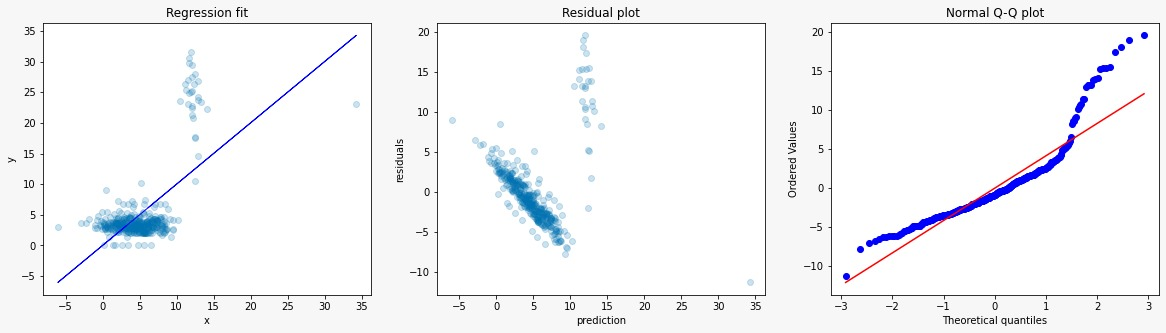 Regression fit
35
30
25
20
15
10
5
0
−5
−5 0 5 10 15 20 25 30 35
x
y
Residual plot
20
15
10
5
0
−5
−10
−5 0 5 10 15 20 25 30 35
prediction
residuals
Normal Q-Q plot
20
15
10
5
0
−5
−10
−3 −2 −1 0 1 2 3
Theoretical quantiles
Ordered Values